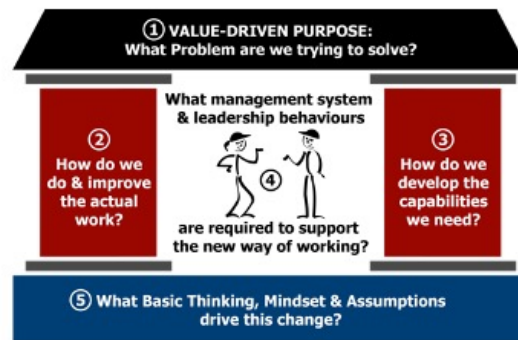 ① VALUE-DRIVEN PURPOSE:
What Problem are we trying to solve?
②
How do we
do & improve
the actual
work?
What management system
& leadership behaviours
④
are required to support
the new way of working?
③
How do we
develop the
capabilities
we need?
⑤ What Basic Thinking, Mindset & Assumptions
drive this change?